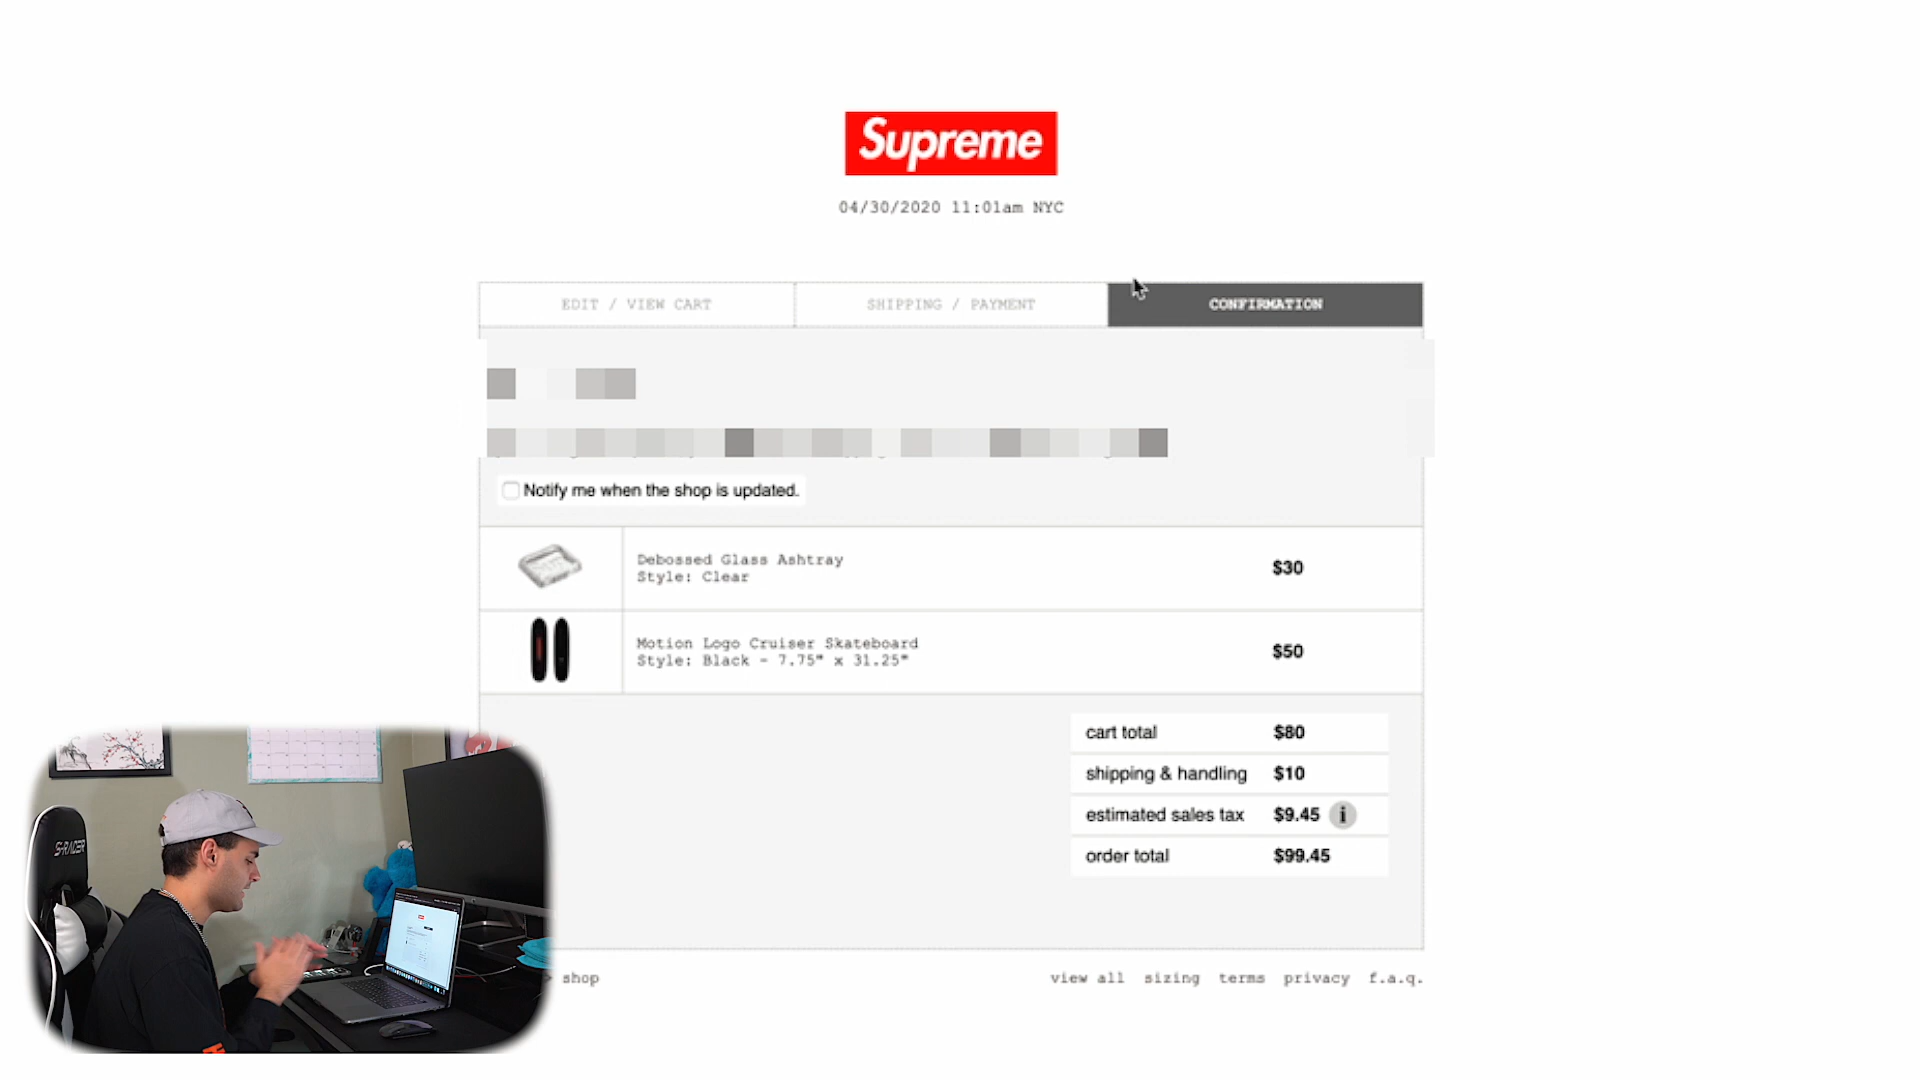 Supreme
04/30/2020 11:01am NYC
EDIT / VIEW CART
SHIPPING / PAYMENT
CONFIRMATION
Notify me when the shop is updated.
Debossed Glass Ashtray
Style: Clear
$30
Motion Logo Cruiser Skateboard
Style: Black - 7.75" x 31.25"
$50
cart total $80
shipping & handling $10
estimated sales tax $9.45 i
order total $99.45
S-RACER
shop
view all sizing terms privacy f.a.q.